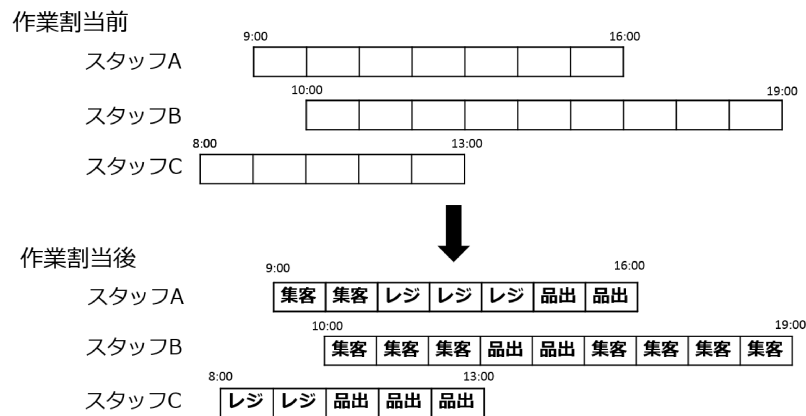 作業割当前
9:00 16:00
スタッフA
10:00 19:00
スタッフB
8:00 13:00
スタッフC
作業割当後
9:00 16:00
スタッフA 集客 集客 レジ レジ レジ 品出 品出
10:00 19:00
スタッフB 集客 集客 集客 品出 品出 集客 集客 集客 集客
8:00 13:00
スタッフC レジ レジ 品出 品出 品出